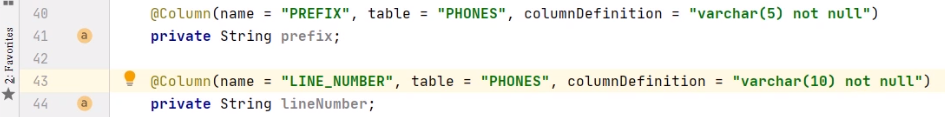 40 @Column(name = "PREFIX", table = "PHONES", columnDefinition = "varchar(5) not null")
41 a private String prefix;
42
43 @Column(name = "LINE_NUMBER", table = "PHONES", columnDefinition = "varchar(10) not null")
44 a private String lineNumber;
2: Favorites